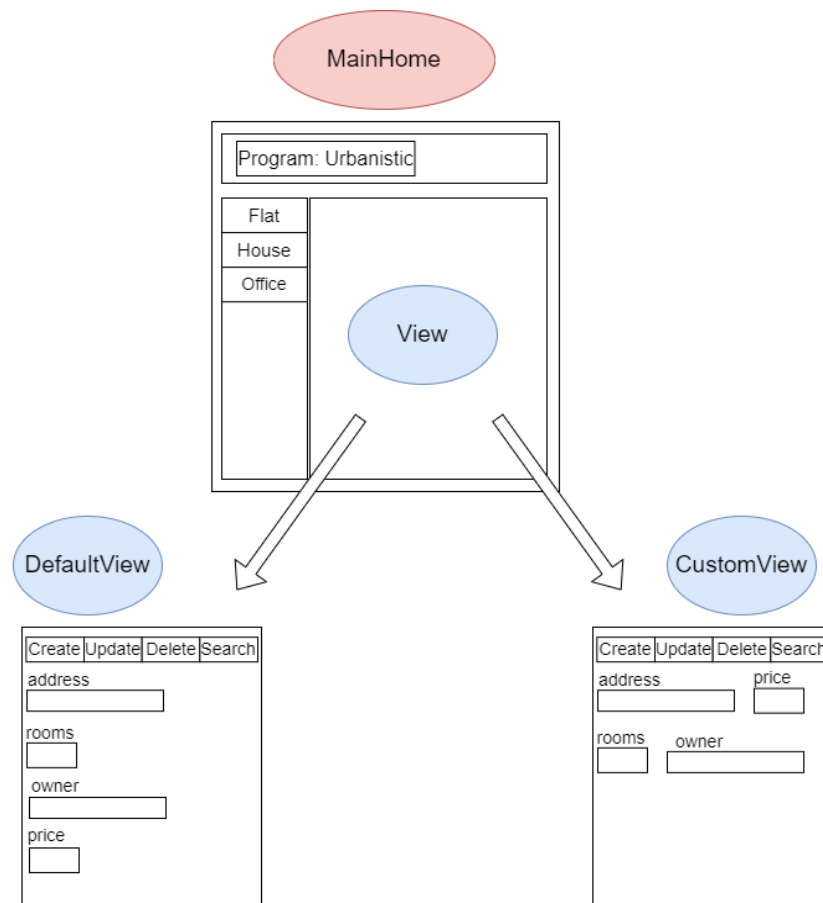 MainHome
Program: Urbanistic
Flat
House
Office
View
DefaultView
Create Update Delete Search
address
rooms
owner
price
CustomView
Create Update Delete Search
address price
rooms owner